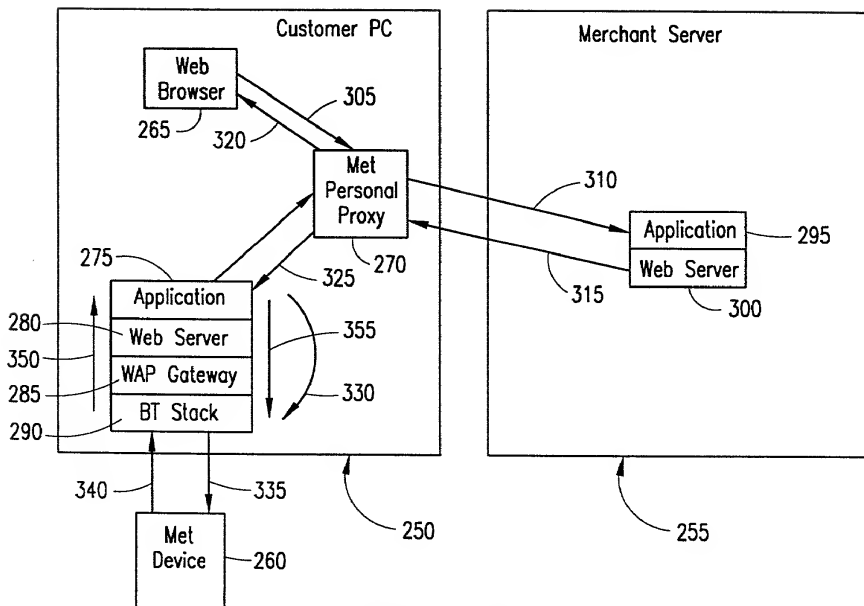 Customer PC
Merchant Server
Web
Browser
265
305
320
Met
Personal
Proxy
270
310
315
Application
295
Web Server
300
275
325
Application
280
Web Server
355
350
285
WAP Gateway
330
290
BT Stack
340
335
250
255
Met
Device
260